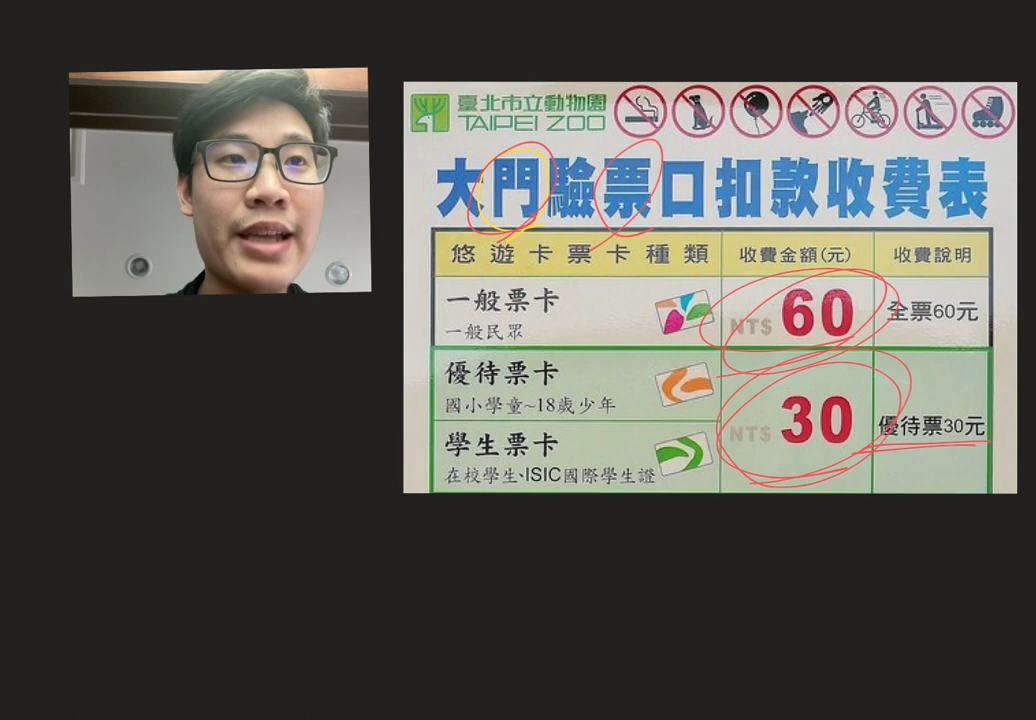 臺北市立動物園
TAIPEI ZOO
大門驗票口扣款收費表
悠遊卡票卡種類 收費金額(元) 收費說明
一般票卡
一般民眾
NT$ 60 全票60元
優待票卡
國小學童~18歲少年
NT$ 30 優待票30元
學生票卡
在校學生、ISIC國際學生證